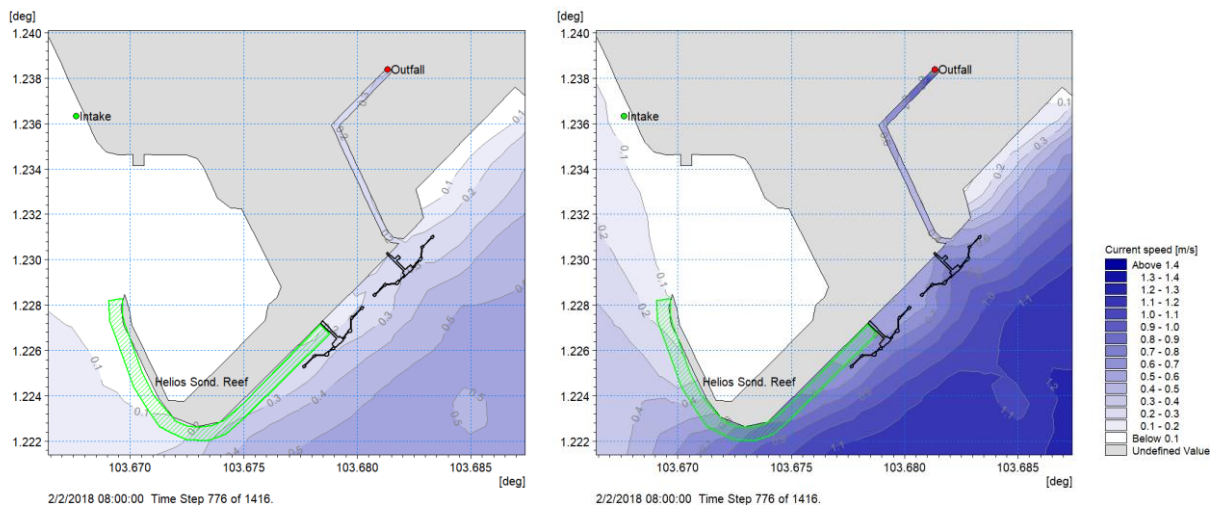 [deg]
1.240
1.238
1.236
1.234
1.232
1.230
1.228
1.226
1.224
1.222
Outfall
Intake
Helios Sond. Reef
103.670 103.675 103.680 103.685
[deg]
2/2/2018 08:00:00 Time Step 776 of 1416.
[deg]
1.240
1.238
1.236
1.234
1.232
1.230
1.228
1.226
1.224
1.222
Outfall
Intake
Helios Sond. Reef
103.670 103.675 103.680 103.685
[deg]
2/2/2018 08:00:00 Time Step 776 of 1416.
Current speed [m/s]
Above 1.4
1.3 - 1.4
1.2 - 1.3
1.1 - 1.2
1.0 - 1.1
0.9 - 1.0
0.8 - 0.9
0.7 - 0.8
0.6 - 0.7
0.5 - 0.6
0.4 - 0.5
0.3 - 0.4
0.2 - 0.3
0.1 - 0.2
Below 0.1
Undefined Value